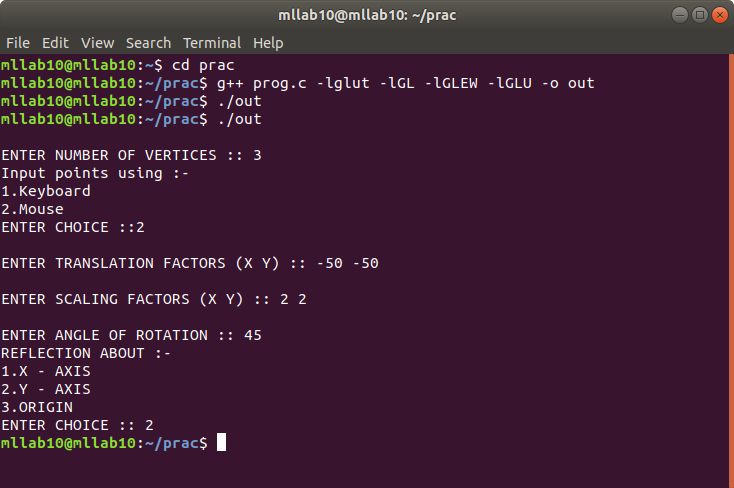 mllab10@mllab10: ~/prac
File Edit View Search Terminal Help
mllab10@mllab10:~$ cd prac
mllab10@mllab10:~/prac$ g++ prog.c -lglut -lGL -lGLEW -lGLU -o out
mllab10@mllab10:~/prac$ ./out
mllab10@mllab10:~/prac$ ./out
ENTER NUMBER OF VERTICES :: 3
Input points using :-
1.Keyboard
2.Mouse
ENTER CHOICE ::2
ENTER TRANSLATION FACTORS (X Y) :: -50 -50
ENTER SCALING FACTORS (X Y) :: 2 2
ENTER ANGLE OF ROTATION :: 45
REFLECTION ABOUT :-
1.X - AXIS
2.Y - AXIS
3.ORIGIN
ENTER CHOICE :: 2
mllab10@mllab10:~/prac$